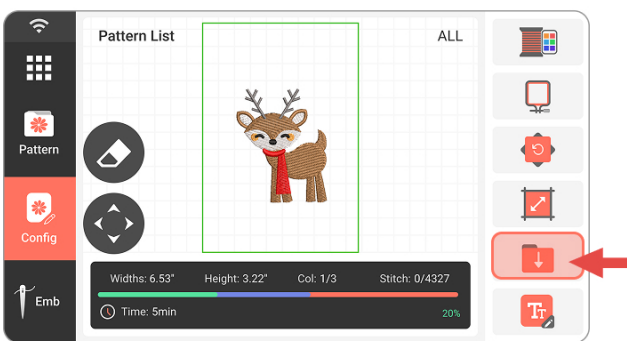 Pattern List
ALL
Pattern
Config
Emb
Widths: 6.53" Height: 3.22" Col: 1/3 Stitch: 0/4327
Time: 5min
20%
TT